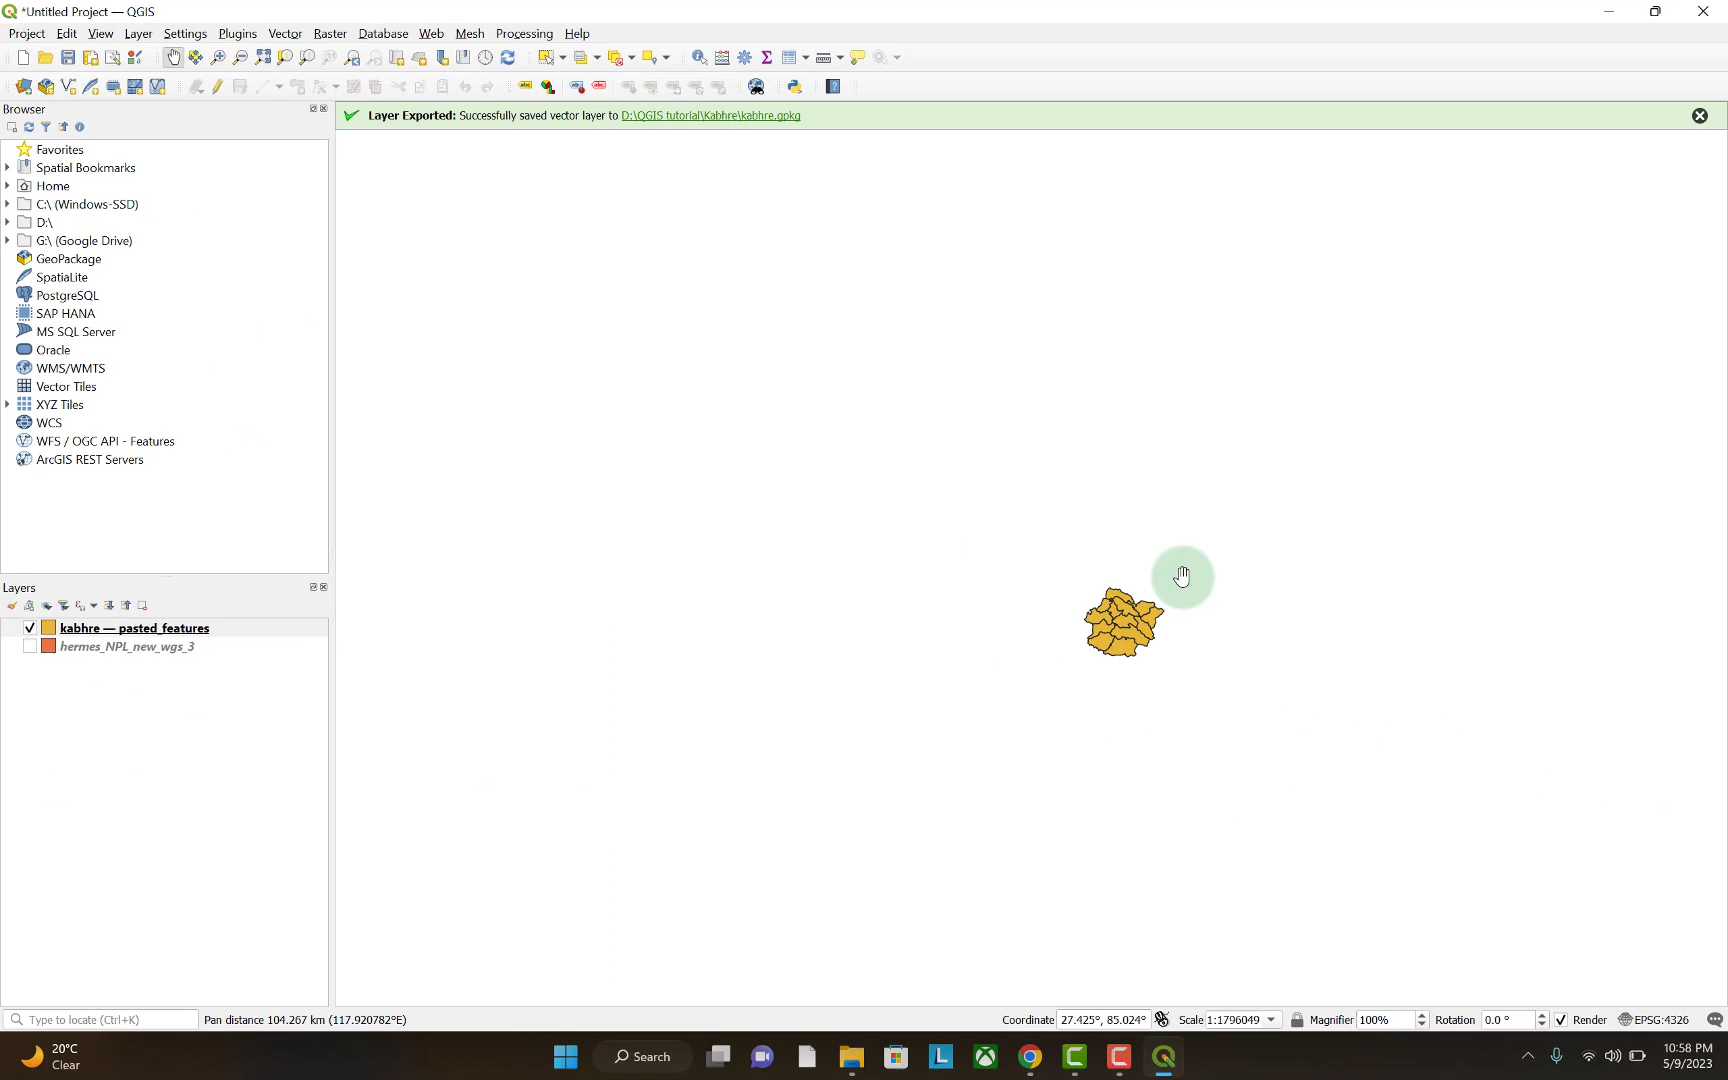 *Untitled Project — QGIS
Project Edit View Layer Settings Plugins Vector Raster Database Web Mesh Processing Help
Browser
Layer Exported: Successfully saved vector layer to D:\QGIS tutorial\Kabhre\kabhre.gpkg
Favorites
Spatial Bookmarks
Home
C:\ (Windows-SSD)
D:\
G:\ (Google Drive)
GeoPackage
SpatiaLite
PostgreSQL
SAP HANA
MS SQL Server
Oracle
WMS/WMTS
Vector Tiles
XYZ Tiles
WCS
WFS / OGC API - Features
ArcGIS REST Servers
Layers
kabhre — pasted_features
hermes_NPL_new_wgs_3
Type to locate (Ctrl+K) Pan distance 104.267 km (117.920782°E) Coordinate 27.425°, 85.024° Scale 1:1796049 Magnifier 100% Rotation 0.0 ° Render EPSG:4326
20°C
Clear
Search
10:58 PM
5/9/2023